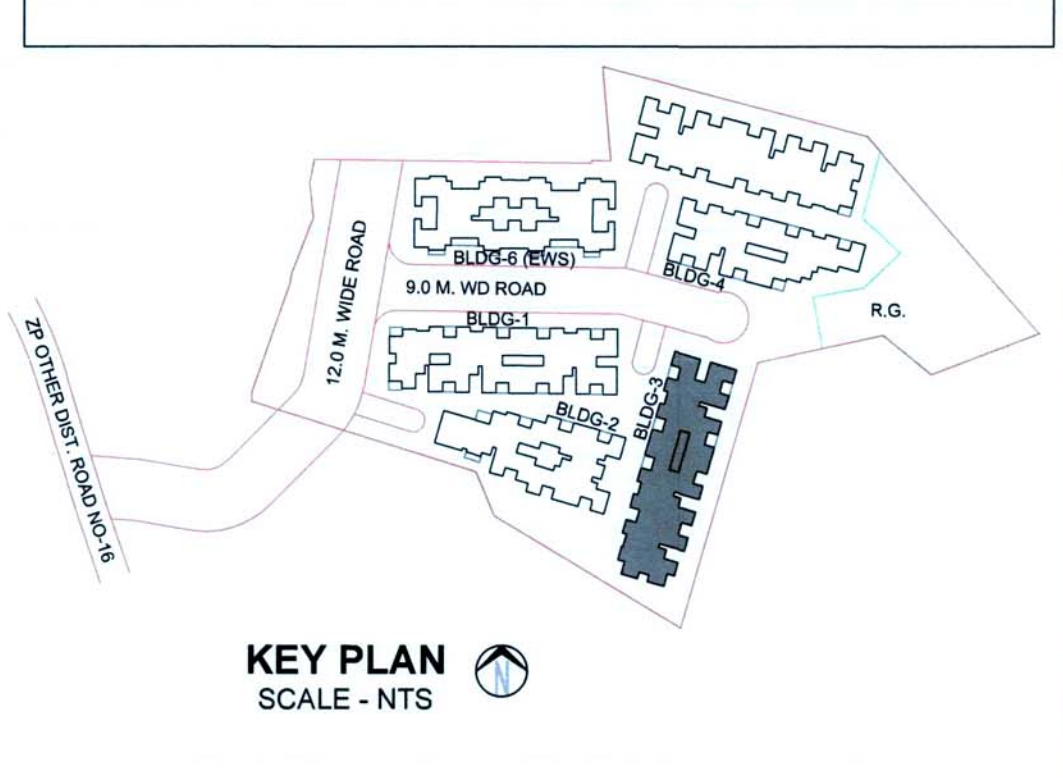 BLDG-6 (EWS)
9.0 M. WD ROAD
BLDG-4
R.G.
12.0 M. WIDE ROAD
BLDG-1
ZP OTHER DIST. ROAD NO-16
BLDG-2
BLDG-3
KEY PLAN
SCALE - NTS
N